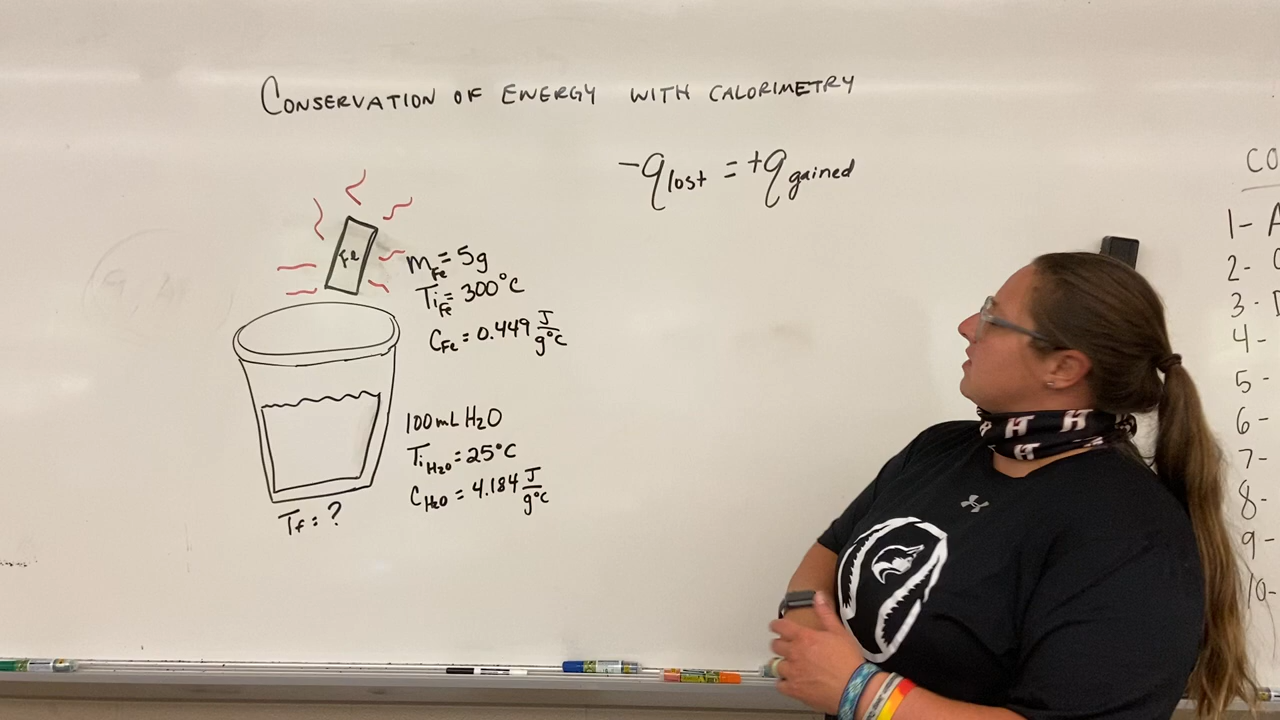 CONSERVATION OF ENERGY WITH CALORIMETRY
-q lost = +q gained
Fe
m Fe = 5g
Ti Fe = 300°C
C Fe = 0.449 J/g°C
100mL H2O
Ti H2O = 25°C
C H2O = 4.184 J/g°C
Tf = ?
CO
1- A
2-
3-
4-
5-
6-
7-
8-
9-
10-
H H H